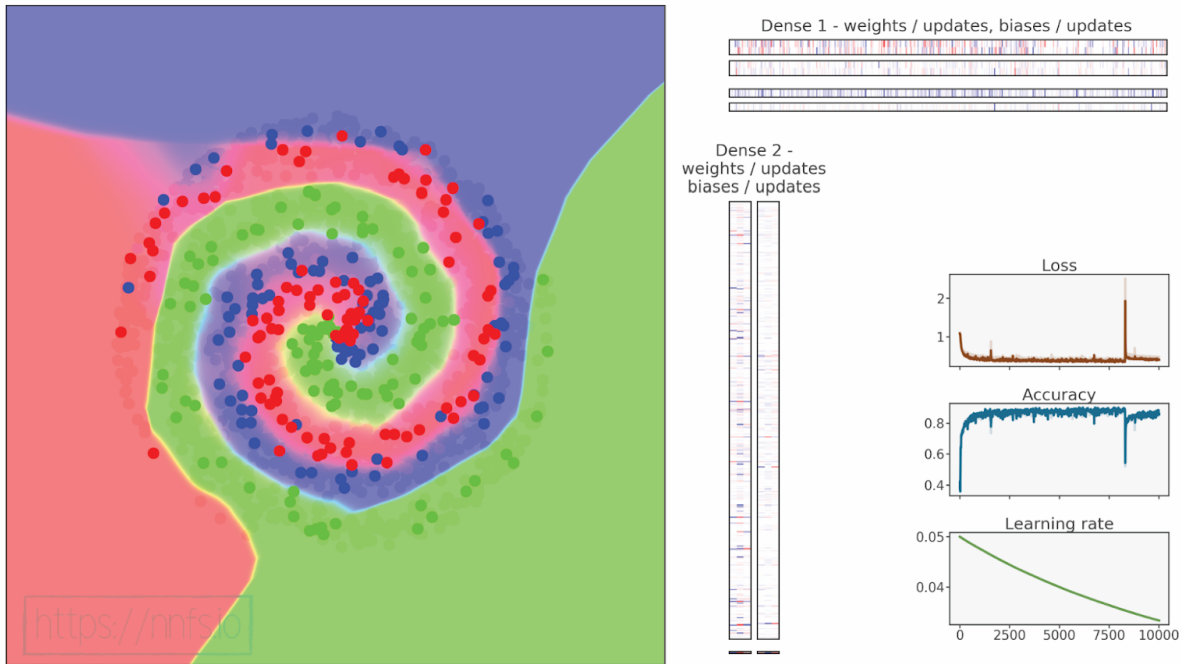 Dense 1 - weights / updates, biases / updates
Dense 2 -
weights / updates
biases / updates
Loss
2
1
Accuracy
0.8
0.6
0.4
Learning rate
0.05
0.04
0 2500 5000 7500 10000
https://nnfs.io